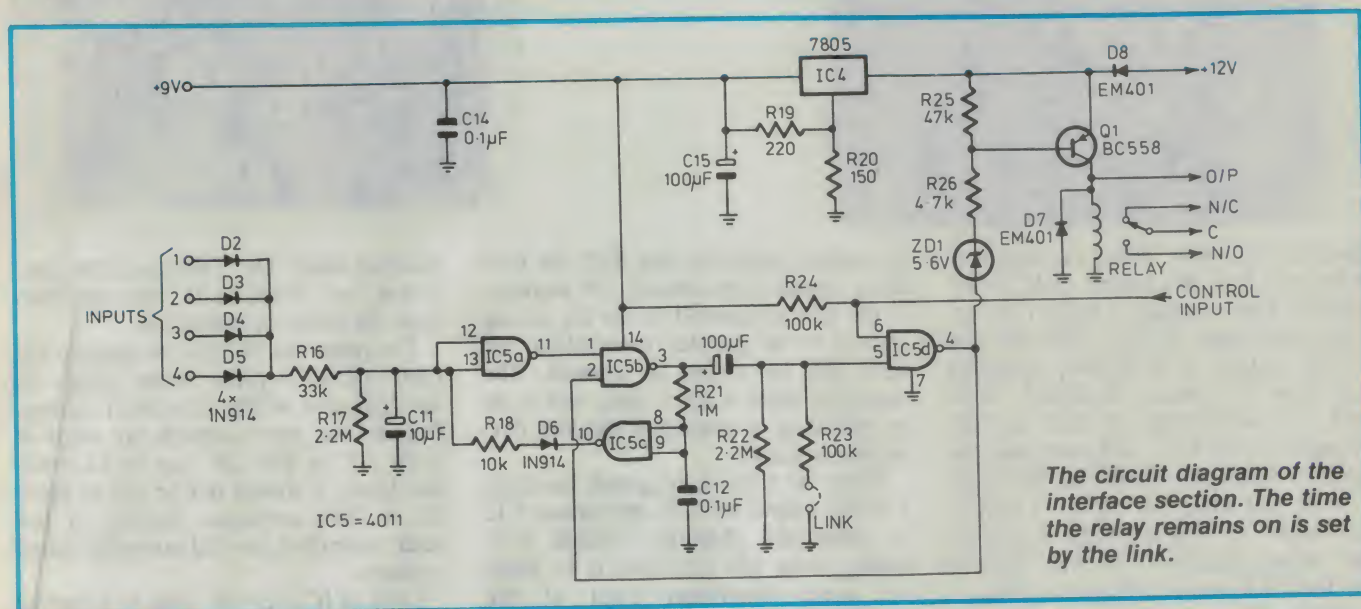 7805
IC4
D8
EM401
+12V
+9V
C14
0·1µF
R19
220
C15
+
100µF
R20
150
R25
47k
Q1
BC558
R26
4·7k
O/P
N/C
C
N/O
D7
EM401
RELAY
ZD1
5·6V
R24
100k
CONTROL
INPUT
INPUTS
1
D2
2
D3
3
D4
4
D5
4×
1N914
R16
33k
R17
2·2M
+
C11
10µF
12
13
IC5a
11
1
2
14
IC5b
3
100µF
+
6
5
IC5d
4
7
R21
1M
R18
10k
D6
1N914
10
IC5c
8
9
R22
2·2M
R23
100k
C12
0·1µF
LINK
IC5 = 4011
The circuit diagram of the
interface section. The time
the relay remains on is set
by the link.